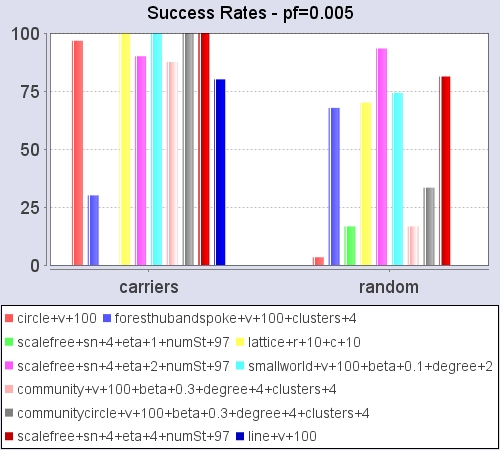 Success Rates - pf=0.005
100
75
50
25
0
carriers random
circle+v+100 foresthubandspoke+v+100+clusters+4
scalefree+sn+4+eta+1+numSt+97 lattice+r+10+c+10
scalefree+sn+4+eta+2+numSt+97 smallworld+v+100+beta+0.1+degree+2
community+v+100+beta+0.3+degree+4+clusters+4
communitycircle+v+100+beta+0.3+degree+4+clusters+4
scalefree+sn+4+eta+4+numSt+97 line+v+100